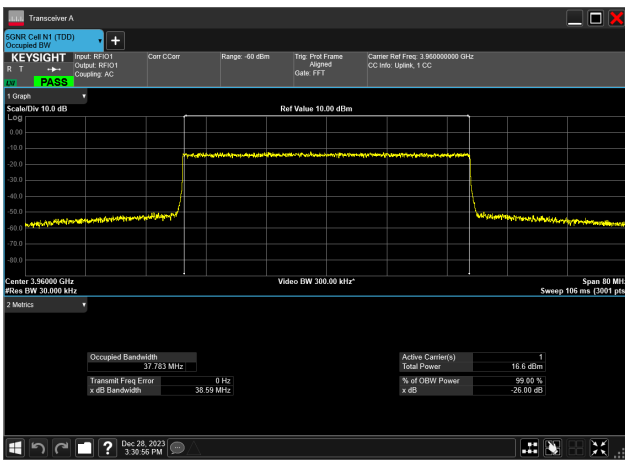 Transceiver A
5GNR Cell N1 (TDD)
Occupied BW
KEYSIGHT
R T
LV PASS
Input: RFIO1
Output: RFIO1
Coupling: AC
Corr CCorr
Range: -60 dBm
Trig: Prot Frame
Aligned
Gate: FFT
Carrier Ref Freq: 3.960000000 GHz
CC Info: Uplink, 1 CC
1 Graph
Scale/Div 10.0 dB
Ref Value 10.00 dBm
Log
0.00
-10.0
-20.0
-30.0
-40.0
-50.0
-60.0
-70.0
-80.0
Center 3.96000 GHz
Video BW 300.00 kHz*
Span 80 MHz
#Res BW 30.000 kHz
Sweep 106 ms (3001 pts
2 Metrics
Occupied Bandwidth
37.783 MHz
Transmit Freq Error 0 Hz
x dB Bandwidth 38.59 MHz
Active Carrier(s) 1
Total Power 16.6 dBm
% of OBW Power 99.00 %
x dB -26.00 dB
Dec 28, 2023
3:30:56 PM